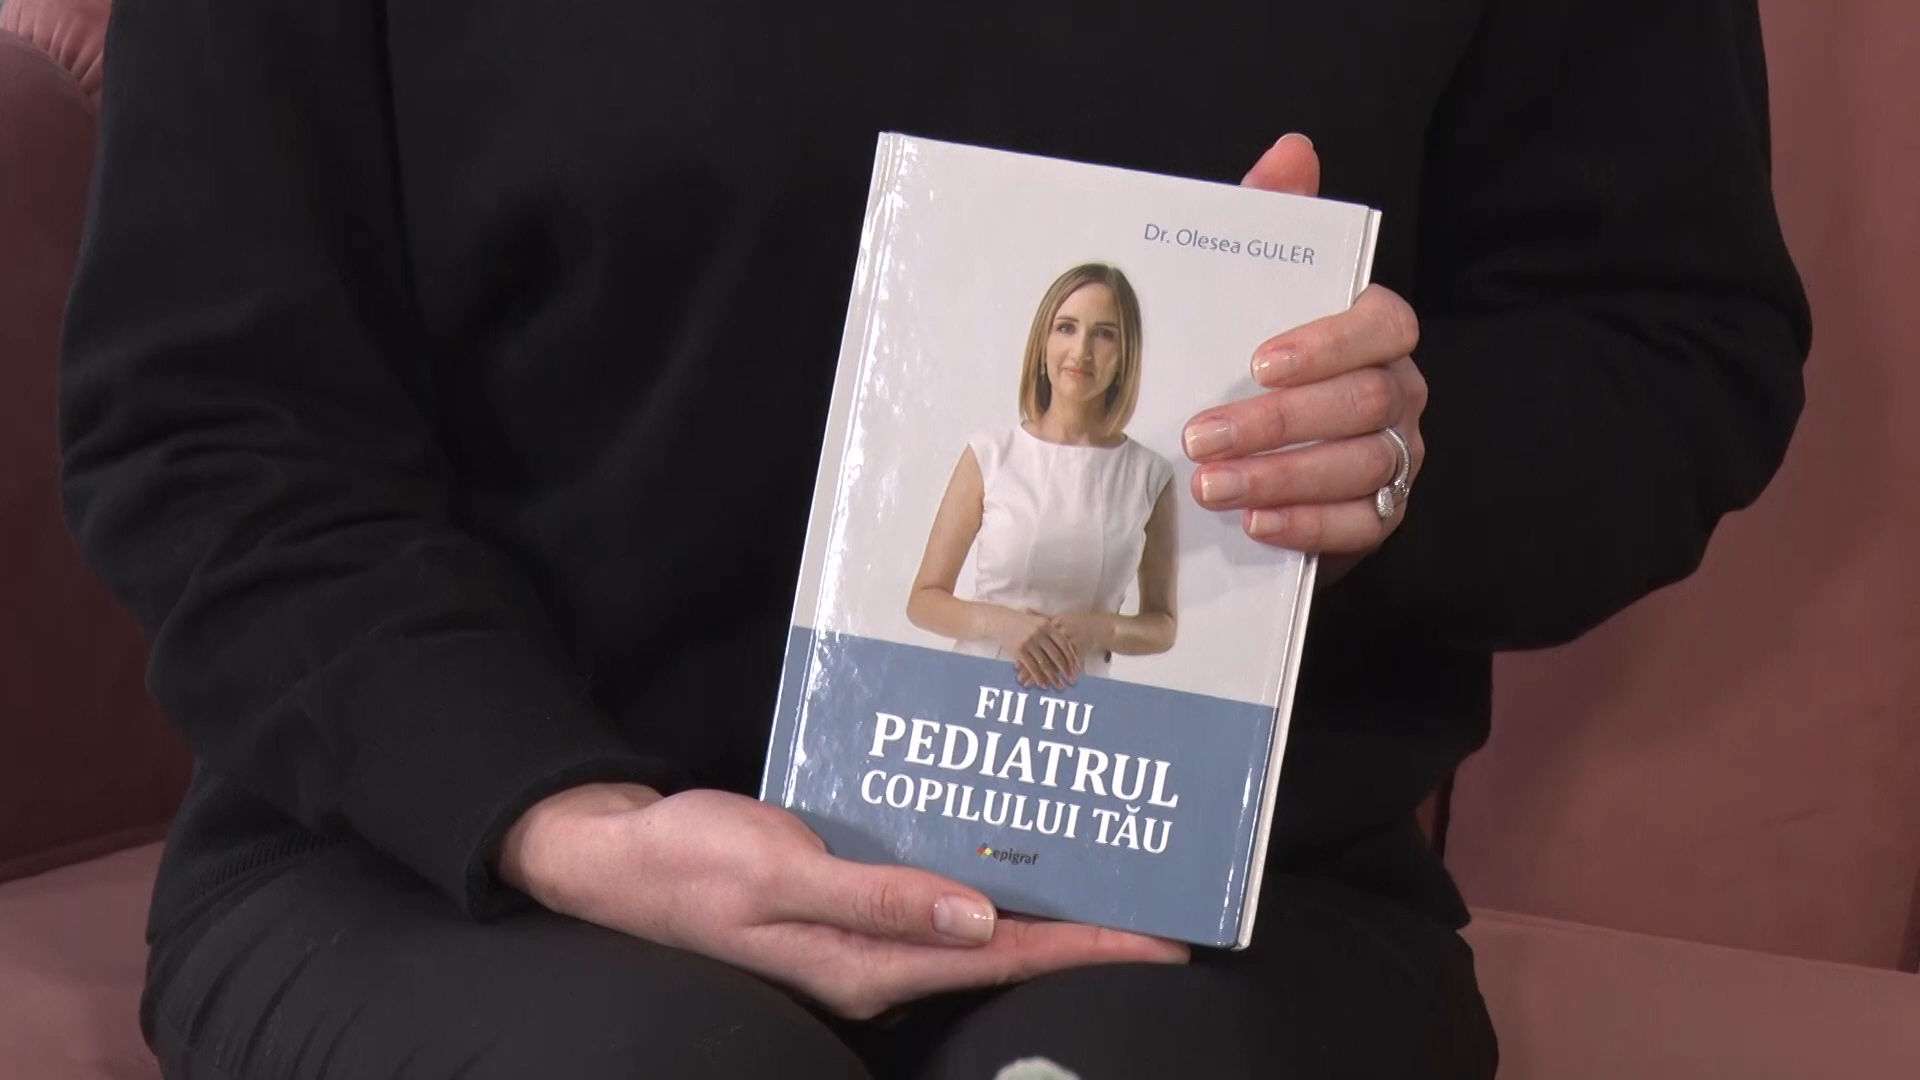 Dr. Olesea GULER
FII TU
PEDIATRUL
COPILULUI TĂU
epigraf